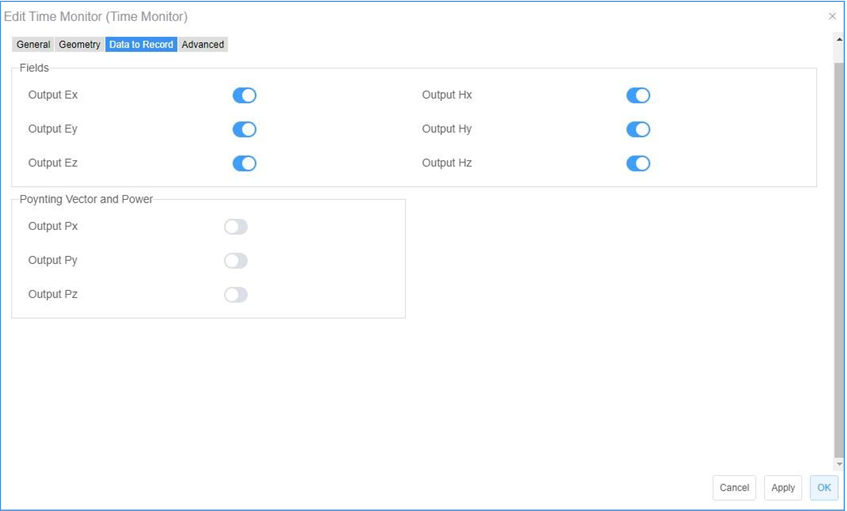 Edit Time Monitor (Time Monitor)
General Geometry Data to Record Advanced
Fields
Output Ex Output Hx
Output Ey Output Hy
Output Ez Output Hz
Poynting Vector and Power
Output Px
Output Py
Output Pz
Cancel Apply OK